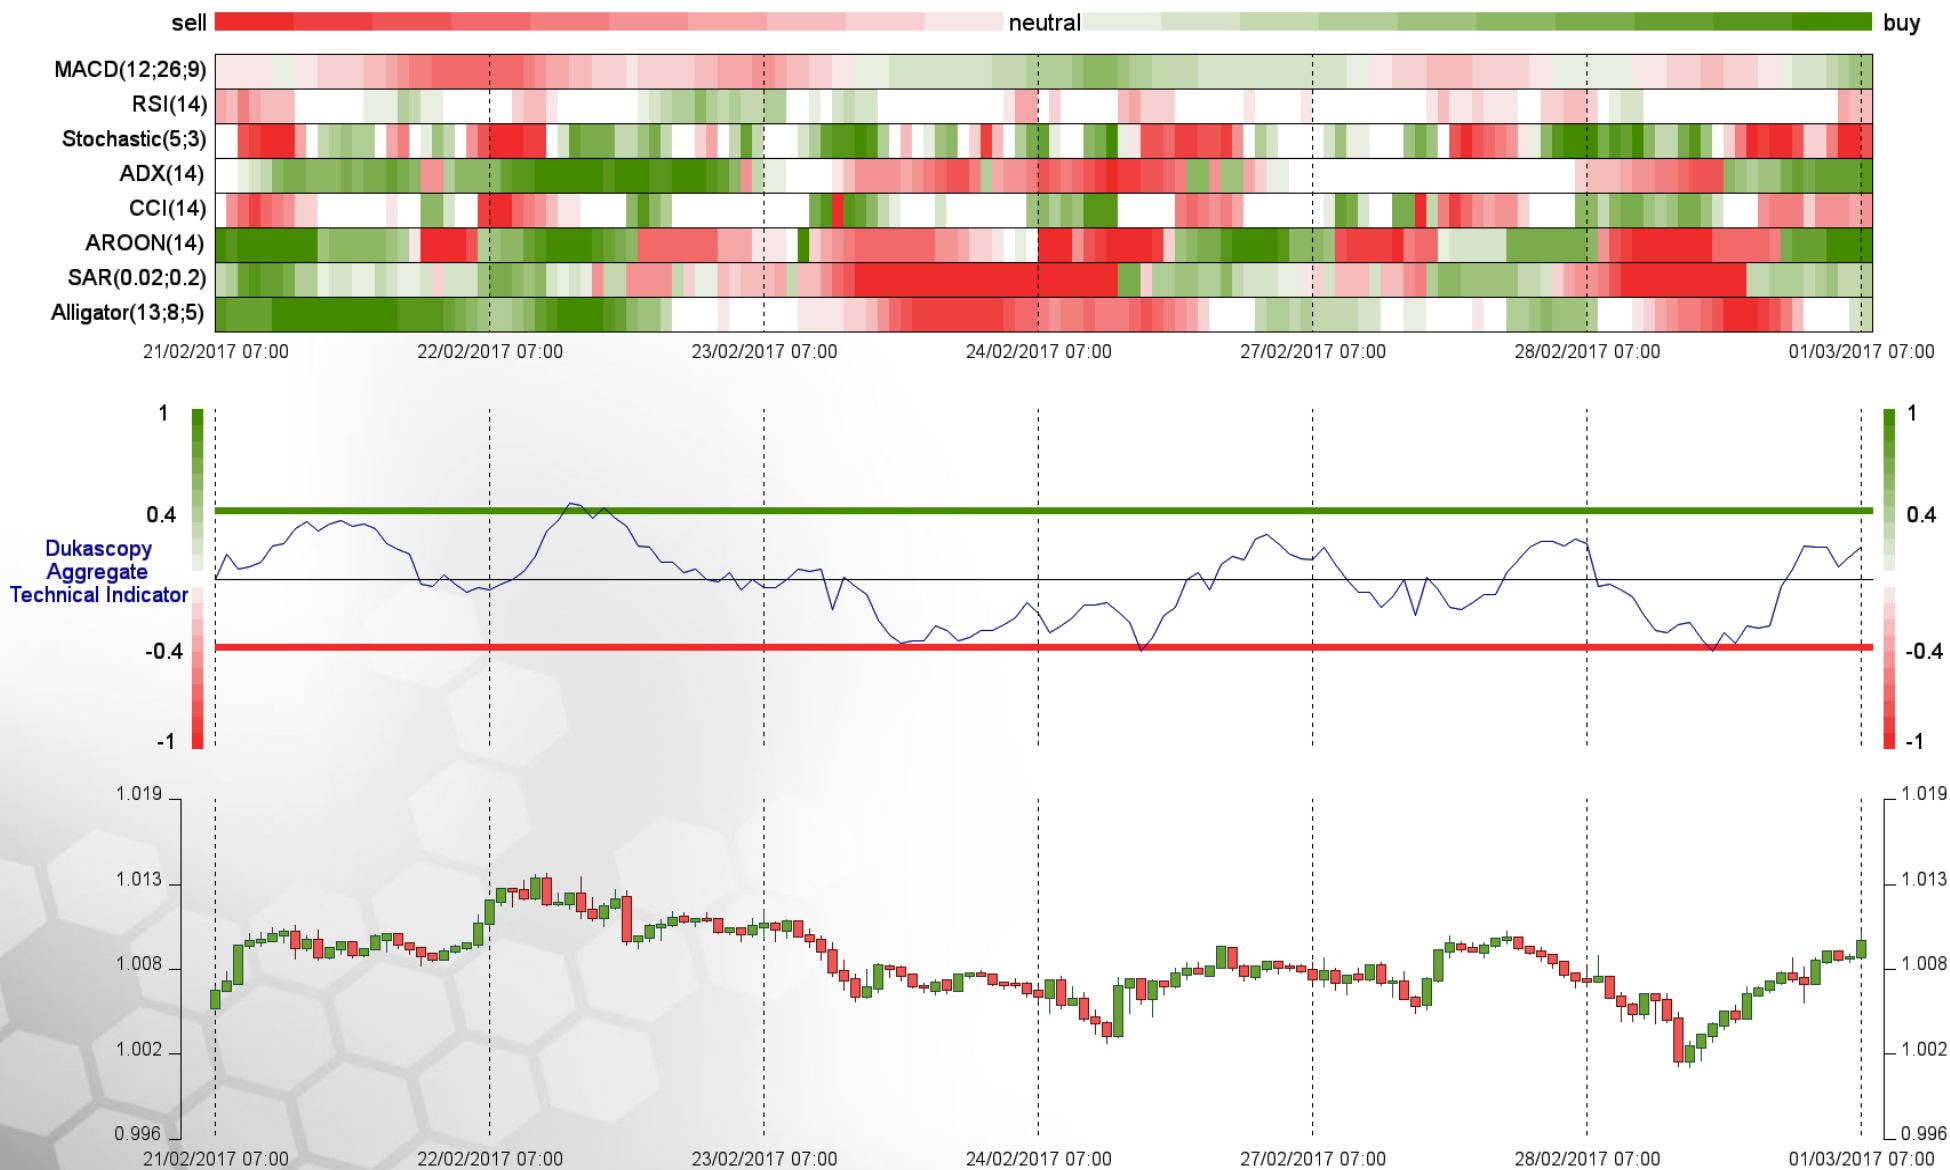 sell neutral buy
MACD(12;26;9)
RSI(14)
Stochastic(5;3)
ADX(14)
CCI(14)
AROON(14)
SAR(0.02;0.2)
Alligator(13;8;5)
21/02/2017 07:00 22/02/2017 07:00 23/02/2017 07:00 24/02/2017 07:00 27/02/2017 07:00 28/02/2017 07:00 01/03/2017 07:00
1 1
0.4 0.4
Dukascopy
Aggregate
Technical Indicator
-0.4 -0.4
-1 -1
1.019 1.019
1.013 1.013
1.008 1.008
1.002 1.002
0.996 0.996
21/02/2017 07:00 22/02/2017 07:00 23/02/2017 07:00 24/02/2017 07:00 27/02/2017 07:00 28/02/2017 07:00 01/03/2017 07:00